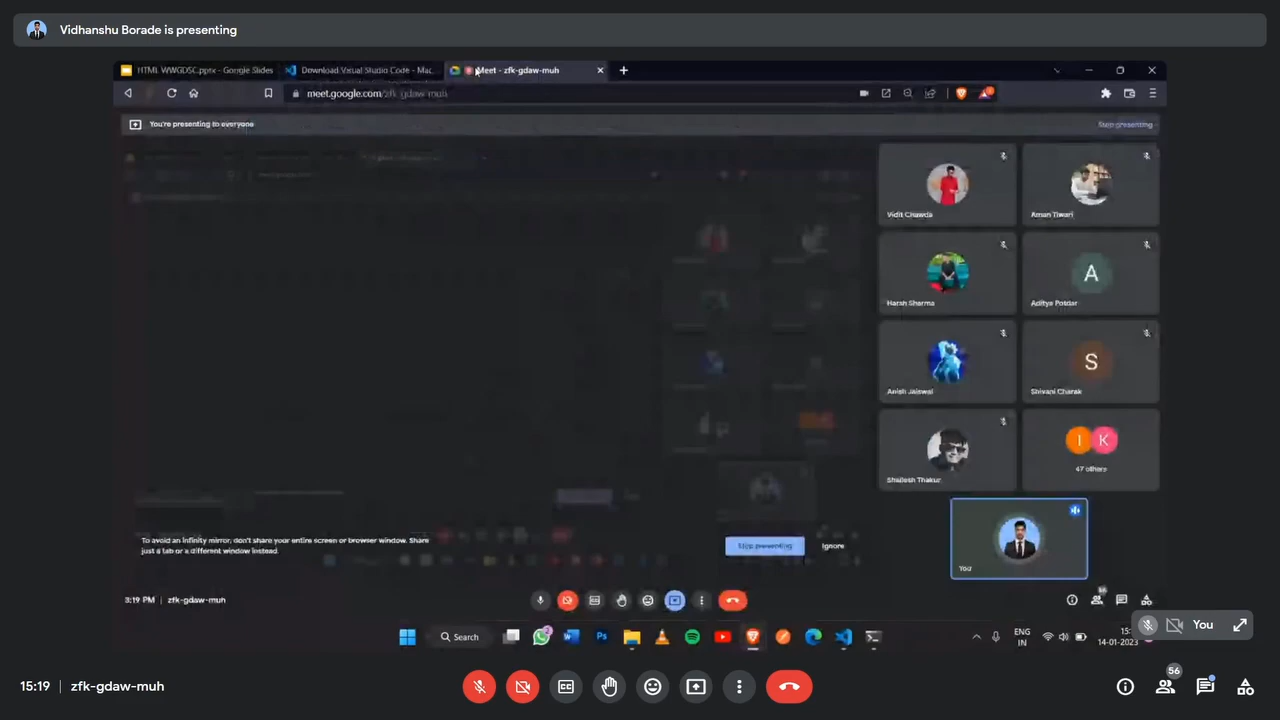 Vidhanshu Borade is presenting
HTML WWGDSC.pptx - Google Slides
Download Visual Studio Code - Mac,
Meet - zfk-gdaw-muh
meet.google.com/zfk-gdaw-muh
You're presenting to everyone
Stop presenting
Vidit Chawda
Aman Tiwari
Harsh Sharma
A
Aditya Potdar
Anish Jaiswal
S
Shivani Charak
Shailesh Thakur
I K
47 others
To avoid an infinity mirror, don't share your entire screen or browser window. Share
just a tab or a different window instead.
Stop presenting
Ignore
You
3:19 PM | zfk-gdaw-muh
Search
ENG
IN
15:
14-01-2023
You
15:19 | zfk-gdaw-muh
56